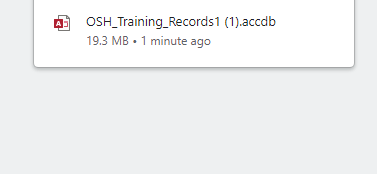 OSH_Training_Records1 (1).accdb
19.3 MB • 1 minute ago